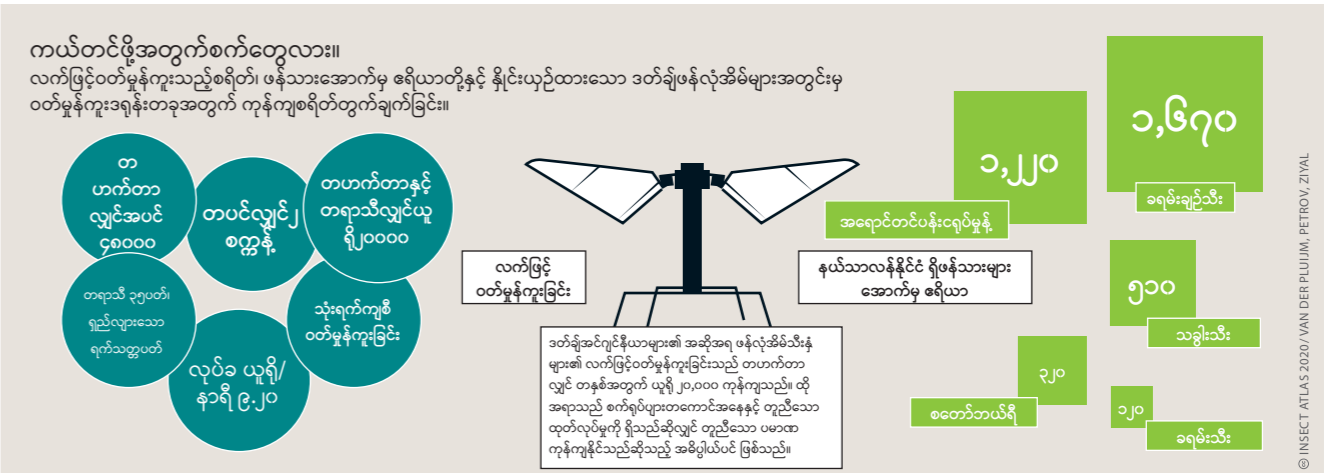 ကယ်တင်ဖို့အတွက်စက်တွေလား။
လက်ဖြင့်ဝတ်မှုန်ကူးသည့်စရိတ်၊ ဖန်သားအောက်မှ ဧရိယာတို့နှင့် နှိုင်းယှဉ်ထားသော ဒတ်ချ်ဖန်လုံအိမ်များအတွင်းမှ
ဝတ်မှုန်ကူးဒရုန်းတခုအတွက် ကုန်ကျစရိတ်တွက်ချက်ခြင်း။
တ
ဟက်တာ
လျှင်အပင်
၄၈၀၀၀
တပင်လျှင်၂
စက္ကန့်
တဟက်တာနှင့်
တရာသီလျှင်ယူ
ရို၂၀၀၀၀
တရာသီ ၃၅ပတ်၊
ရှည်လျားသော
ရက်သတ္တပတ်
လုပ်ခ ယူရို/
နာရီ ၉.၂၀
သုံးရက်ကျစီ
ဝတ်မှုန်ကူးခြင်း
လက်ဖြင့်
ဝတ်မှုန်ကူးခြင်း
နယ်သာလန်နိုင်ငံ ရှိဖန်သားများ
အောက်မှ ဧရိယာ
ဒတ်ချ်အင်ဂျင်နီယာများ၏ အဆိုအရ ဖန်လုံအိမ်သီးနှံ
များ၏ လက်ဖြင့်ဝတ်မှုန်ကူးခြင်းသည် တဟက်တာ
လျှင် တနှစ်အတွက် ယူရို ၂၀,၀၀၀ ကုန်ကျသည်။ ထို
အရာသည် စက်ရုပ်ပျားတကောင်အနေနှင့် တူညီသော
ထုတ်လုပ်မှုကို ရှိသည်ဆိုလျှင် တူညီသော ပမာဏ
ကုန်ကျနိုင်သည်ဆိုသည့် အဓိပ္ပါယ်ပင် ဖြစ်သည်။
၁,၂၂၀
အရောင်တင်ပန်းငရုပ်မှုန့်
၁,၆၇၀
ခရမ်းချဉ်သီး
၅၁၀
သခွါးသီး
၃၂၀
စတော်ဘယ်ရီ
၁၂၀
ခရမ်းသီး
© INSECT ATLAS 2020/ VAN DER PLUIJM, PETROV, ZIYAL